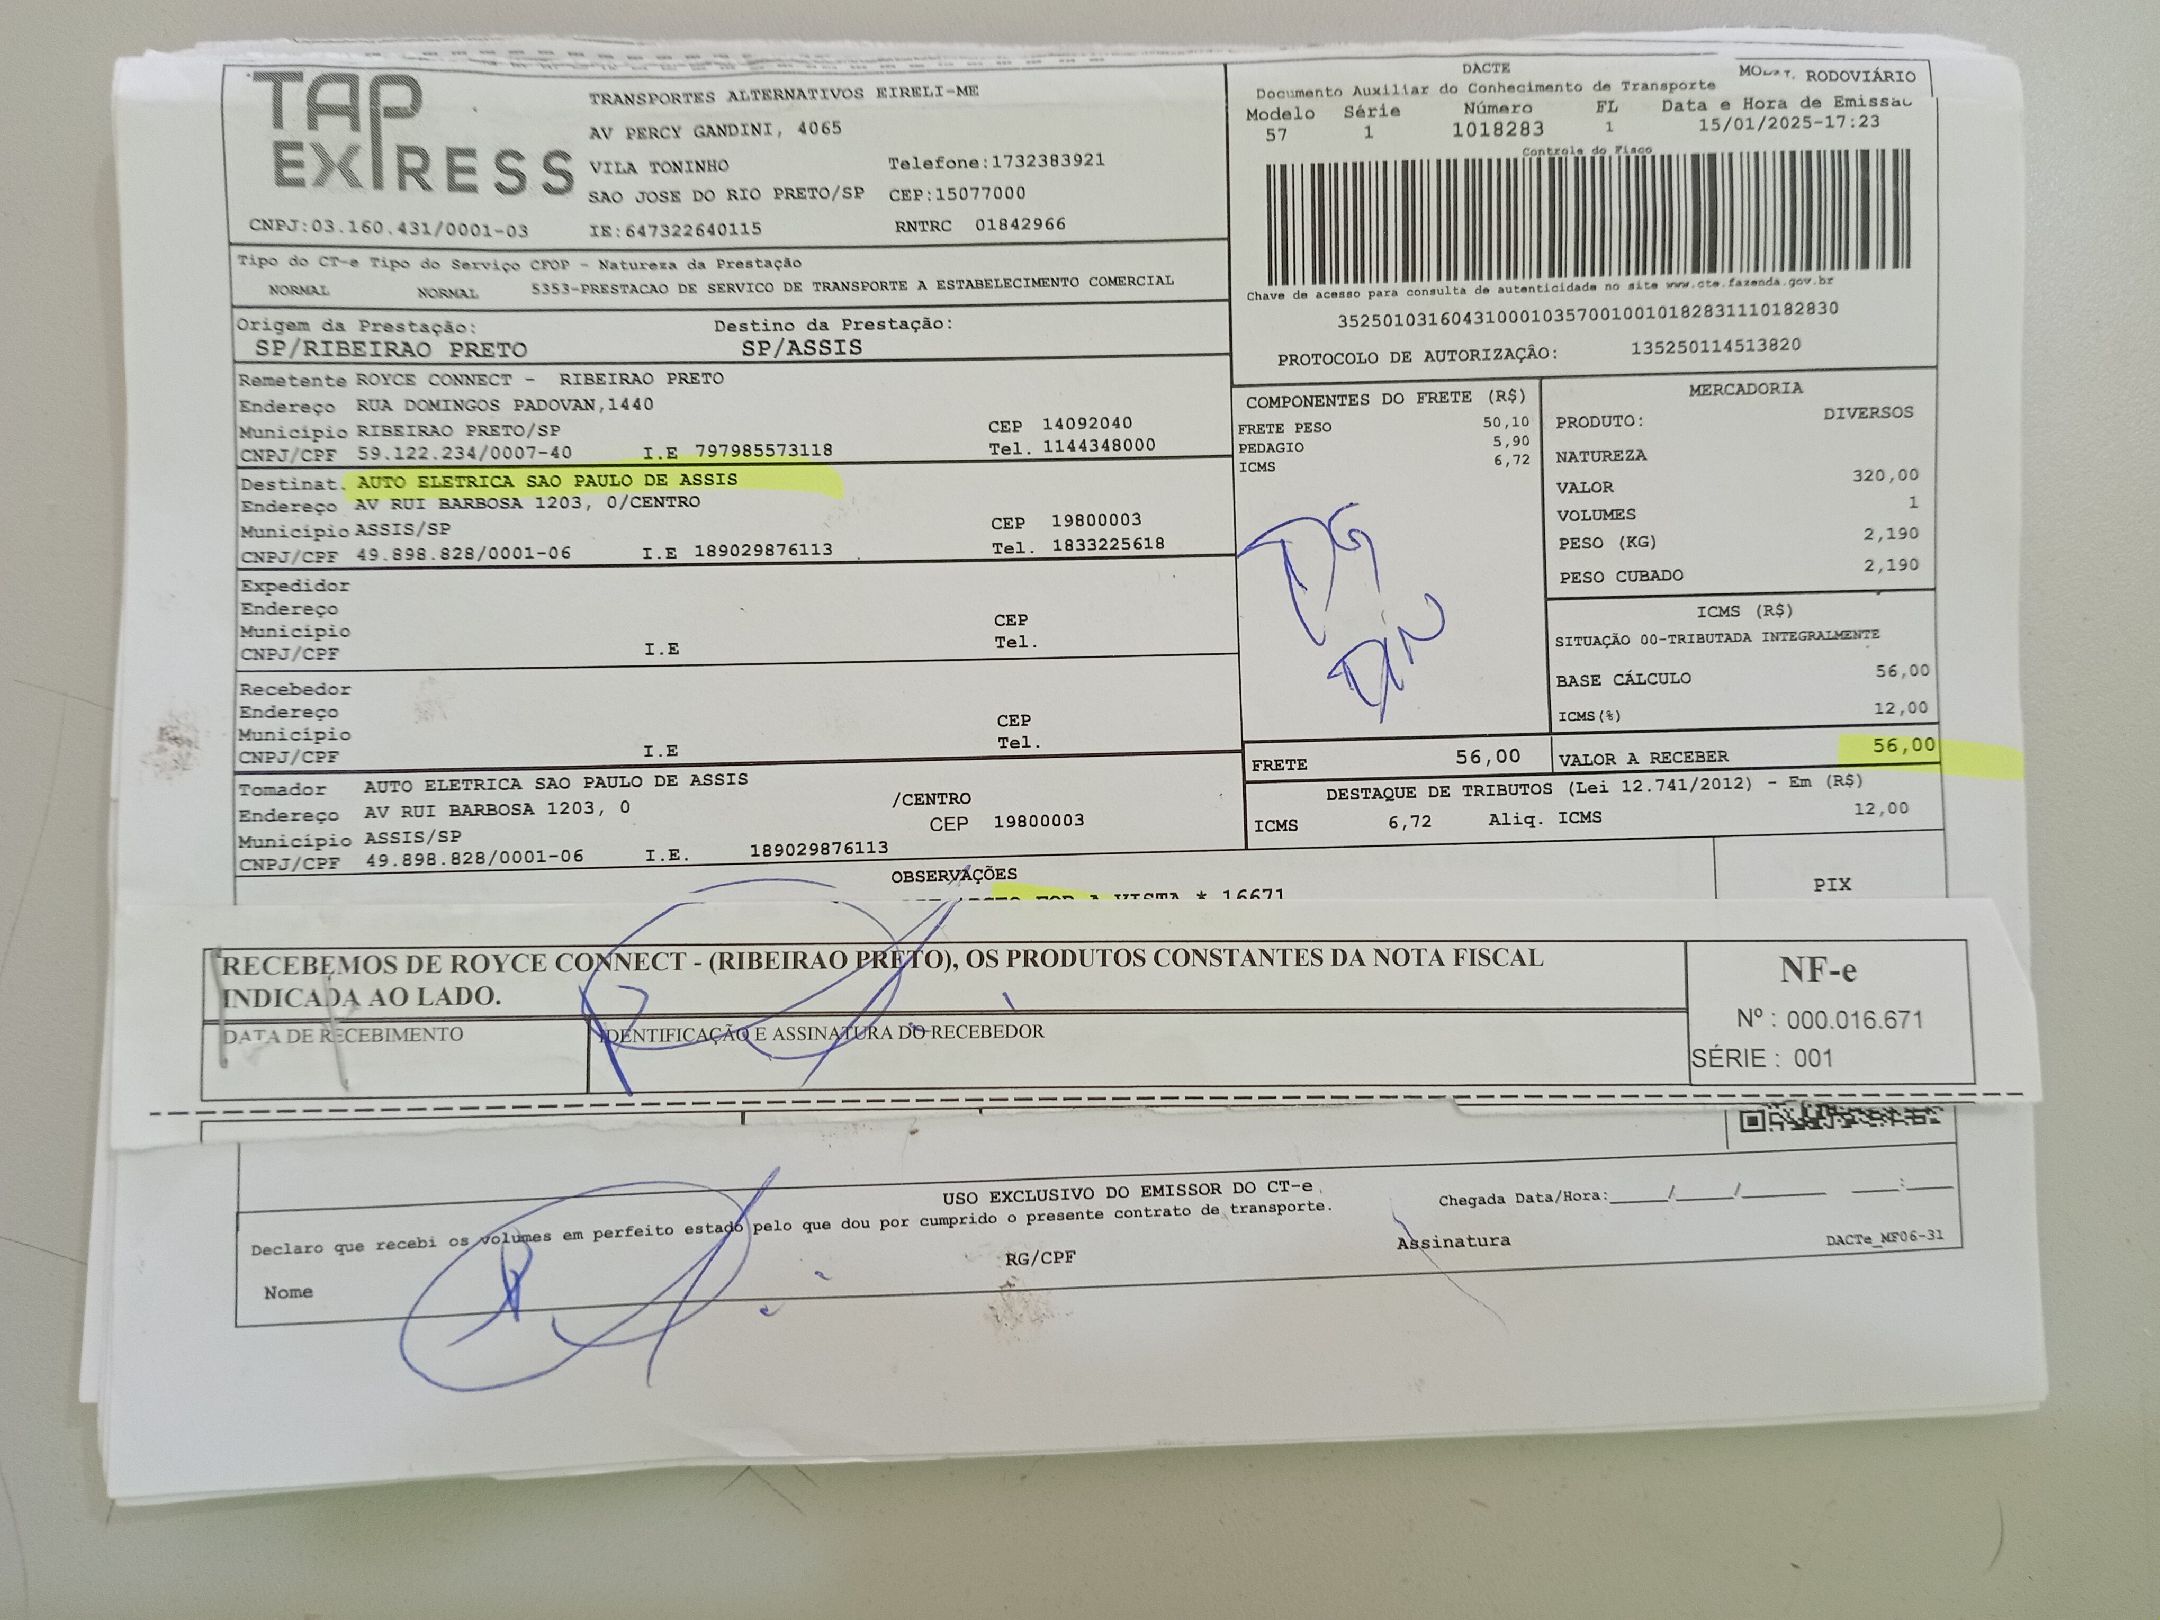 TAP EXPRESS
TRANSPORTES ALTERNATIVOS EIRELI-ME
AV PERCY GANDINI, 4065
VILA TONINHO Telefone:1732383921
SAO JOSE DO RIO PRETO/SP CEP:15077000
CNPJ:03.160.431/0001-03 IE:647322640115 RNTRC 01842966
DACTE
RODOVIÁRIO
Documento Auxiliar do Conhecimento de Transporte
Modelo Série Número FL Data e Hora de Emissão
57 1 1018283 1 15/01/2025-17:23
Controle do Fisco
Chave de acesso para consulta de autenticidade no site www.cte.fazenda.gov.br
35250103160431000103570010010182831110182830
PROTOCOLO DE AUTORIZAÇÃO: 135250114513820
Tipo do CT-e Tipo do Serviço CFOP - Natureza da Prestação
NORMAL NORMAL 5353-PRESTACAO DE SERVICO DE TRANSPORTE A ESTABELECIMENTO COMERCIAL
Origem da Prestação: Destino da Prestação:
SP/RIBEIRAO PRETO SP/ASSIS
Remetente ROYCE CONNECT - RIBEIRAO PRETO
Endereço RUA DOMINGOS PADOVAN,1440
Município RIBEIRAO PRETO/SP CEP 14092040
CNPJ/CPF 59.122.234/0007-40 I.E 797985573118 Tel. 1144348000
Destinat. AUTO ELETRICA SAO PAULO DE ASSIS
Endereço AV RUI BARBOSA 1203, 0/CENTRO
Município ASSIS/SP CEP 19800003
CNPJ/CPF 49.898.828/0001-06 I.E 189029876113 Tel. 1833225618
Expedidor
Endereço
Município CEP
CNPJ/CPF I.E Tel.
Recebedor
Endereço
Município CEP
CNPJ/CPF I.E Tel.
Tomador AUTO ELETRICA SAO PAULO DE ASSIS
Endereço AV RUI BARBOSA 1203, 0 /CENTRO
Município ASSIS/SP CEP 19800003
CNPJ/CPF 49.898.828/0001-06 I.E. 189029876113
COMPONENTES DO FRETE (R$)
FRETE PESO 50,10
PEDAGIO 5,90
ICMS 6,72
PG
DIN
MERCADORIA
PRODUTO: DIVERSOS
NATUREZA
VALOR 320,00
VOLUMES 1
PESO (KG) 2,190
PESO CUBADO 2,190
ICMS (R$)
SITUAÇÃO 00-TRIBUTADA INTEGRALMENTE
BASE CÁLCULO 56,00
ICMS(%) 12,00
FRETE 56,00 VALOR A RECEBER 56,00
DESTAQUE DE TRIBUTOS (Lei 12.741/2012) - Em (R$)
ICMS 6,72 Aliq. ICMS 12,00
OBSERVAÇÕES
FOB A VISTA * 16671
PIX
RECEBEMOS DE ROYCE CONNECT - (RIBEIRAO PRETO), OS PRODUTOS CONSTANTES DA NOTA FISCAL
INDICADA AO LADO.
DATA DE RECEBIMENTO IDENTIFICAÇÃO E ASSINATURA DO RECEBEDOR
NF-e
Nº : 000.016.671
SÉRIE : 001
USO EXCLUSIVO DO EMISSOR DO CT-e
Declaro que recebi os volumes em perfeito estado pelo que dou por cumprido o presente contrato de transporte.
Chegada Data/Hora:_____/_____/_______ ___:___
Nome RG/CPF Assinatura
DACTe_MF06-31